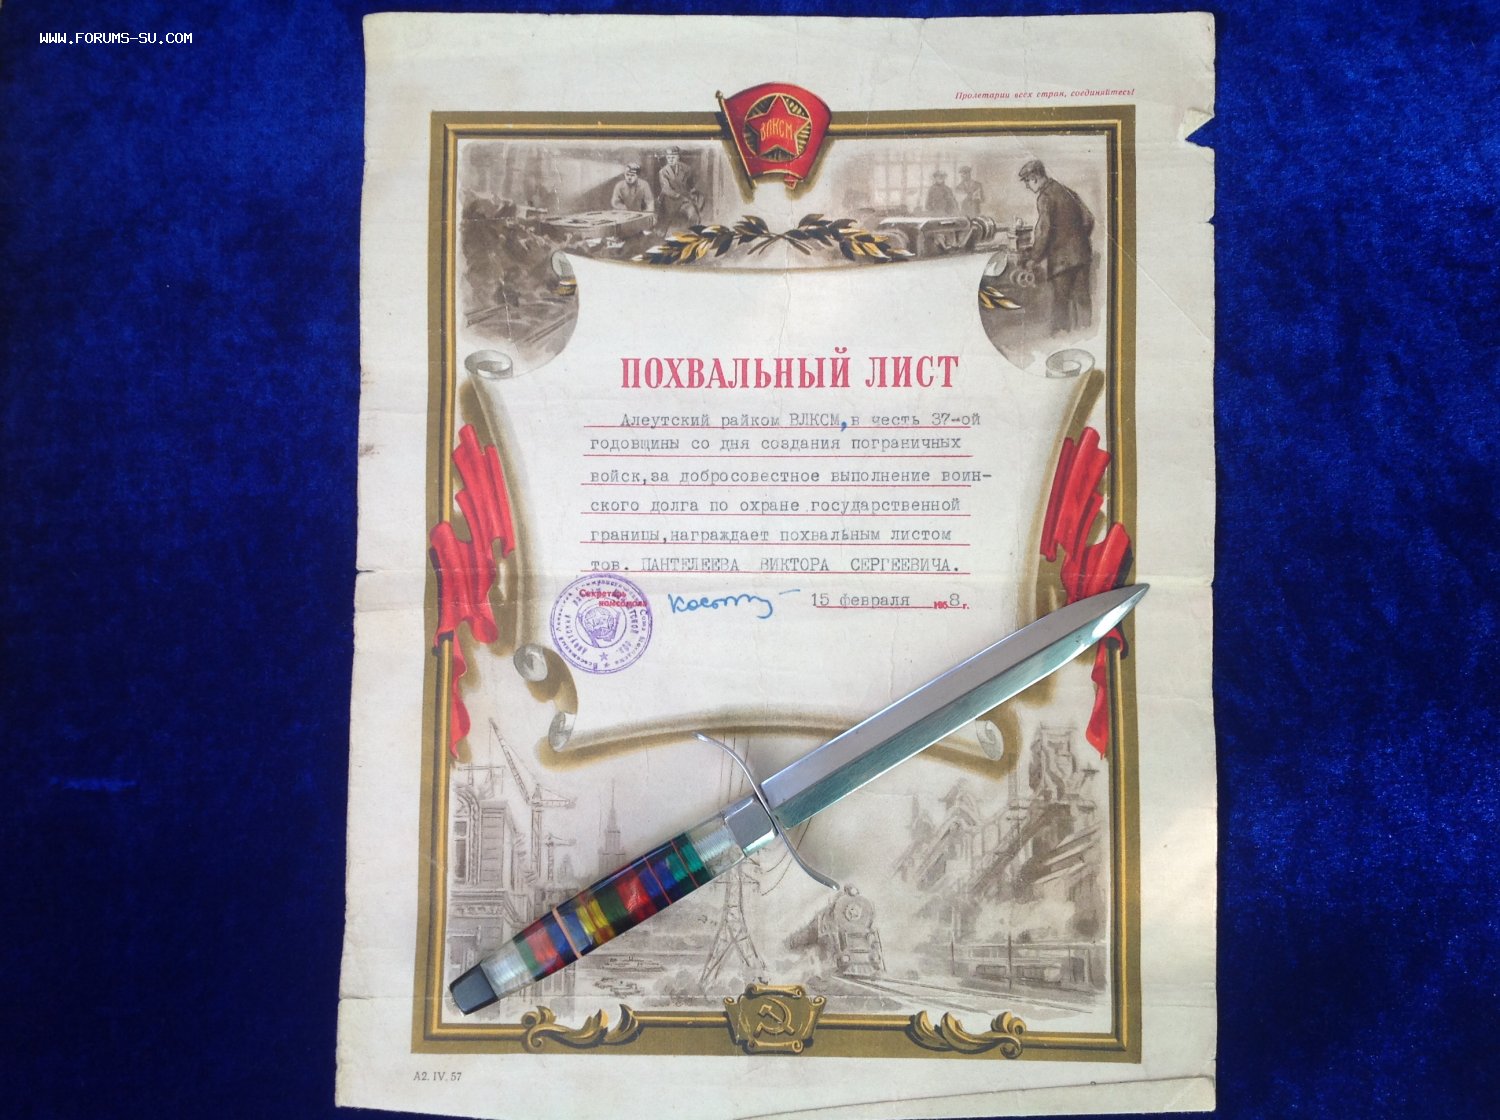 WWW.FORUMS-SU.COM
Пролетарии всех стран, соединяйтесь!
ВЛКСМ
ПОХВАЛЬНЫЙ ЛИСТ
Алеутский райком ВЛКСМ, в честь 37-ой
годовщины со дня создания пограничных
войск,за добросовестное выполнение воин-
ского долга по охране государственной
границы,награждает похвальным листом
тов. ПАНТЕЛЕЕВА ВИКТОРА СЕРГЕЕВИЧА.
Секретарь
комсомола
15 февраля 1958г.
А2. IV. 57